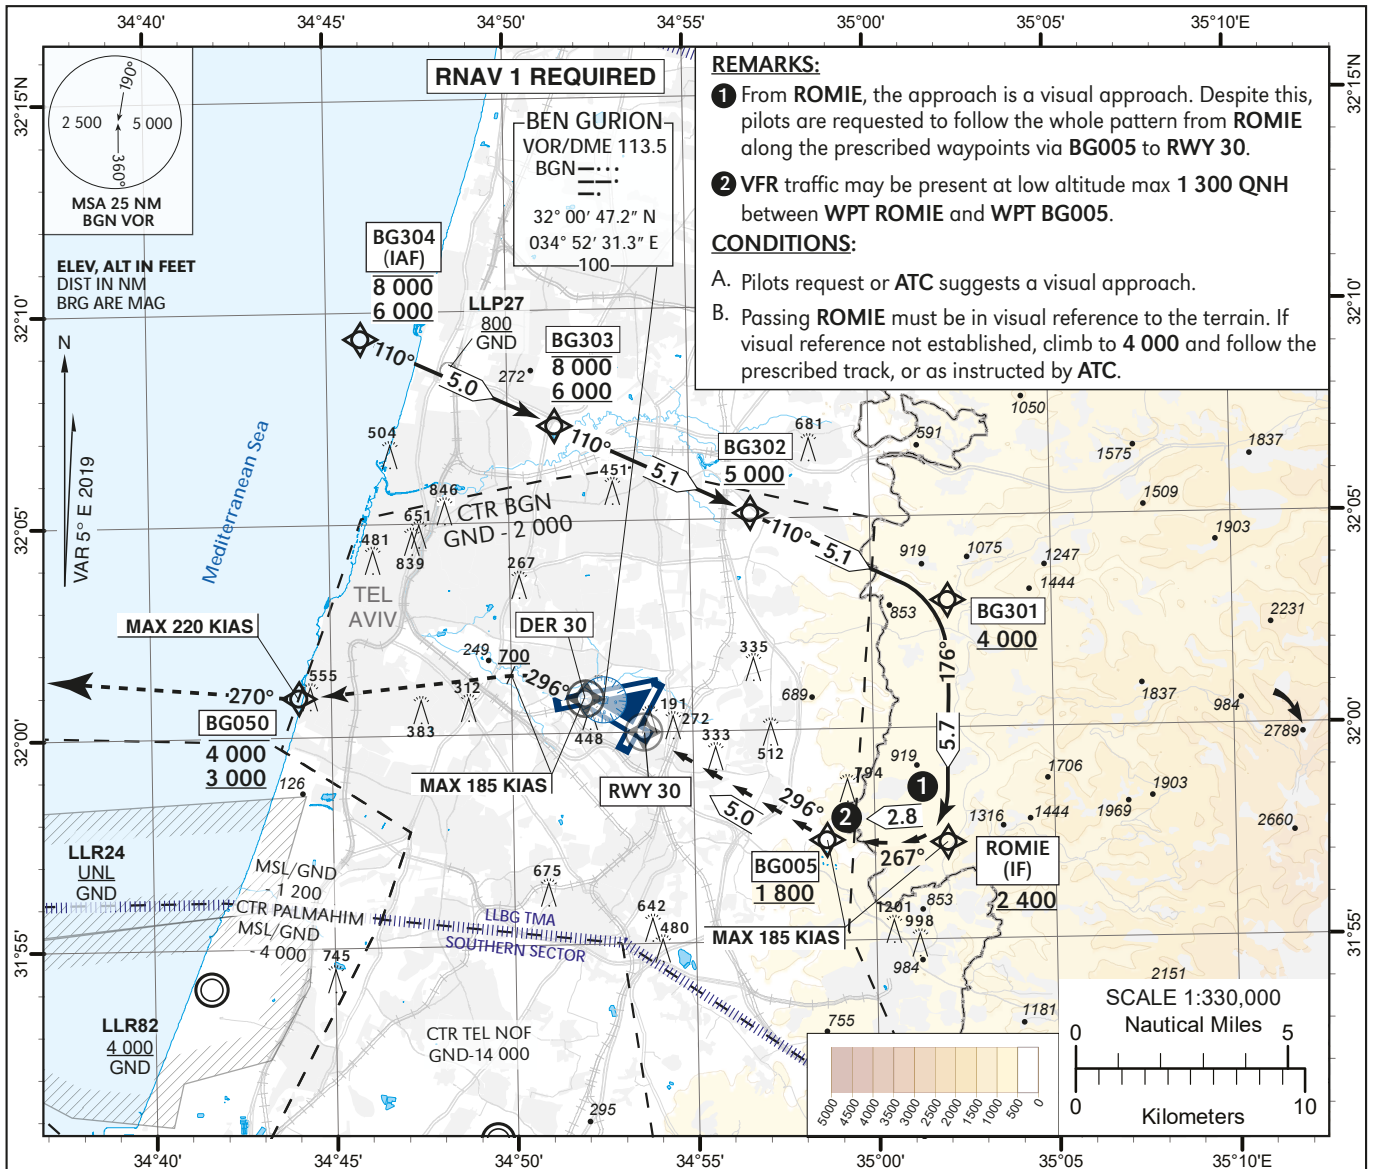 34°40' 34°45' 34°50' 34°55' 35°00' 35°05' 35°10'E
32°15'N
32°10'
32°05'
32°00'
31°55'
190°
2 500 5 000
360°
MSA 25 NM
BGN VOR
ELEV, ALT IN FEET
DIST IN NM
BRG ARE MAG
N
VAR 5° E 2019
Mediterranean Sea
RNAV 1 REQUIRED
BEN GURION
VOR/DME 113.5
BGN
32° 00' 47.2" N
034° 52' 31.3" E
100
REMARKS:
1 From ROMIE, the approach is a visual approach. Despite this,
pilots are requested to follow the whole pattern from ROMIE
along the prescribed waypoints via BG005 to RWY 30.
2 VFR traffic may be present at low altitude max 1 300 QNH
between WPT ROMIE and WPT BG005.
CONDITIONS:
A. Pilots request or ATC suggests a visual approach.
B. Passing ROMIE must be in visual reference to the terrain. If
visual reference not established, climb to 4 000 and follow the
prescribed track, or as instructed by ATC.
32°15'N
32°10'
32°05'
32°00'
31°55'
BG304
(IAF)
8 000
6 000
LLP27
800
GND
110°
5.0
272
BG303
8 000
6 000
110°
5.1
BG302
5 000
681
110°
5.1
591
1050
1575
1837
1509
1903
919
1075
1247
1444
853
BG301
4 000
2231
504
846
451
CTR BGN
GND - 2 000
651
481
839
267
TEL
AVIV
MAX 220 KIAS
DER 30
249
700
296°
335
176°
689
1837
984
2789
555
270°
BG050
4 000
3 000
312
383
448
191
272
333
512
5.7
919
1706
1903
1969
MAX 185 KIAS
RWY 30
126
794
1
296°
5.0
2
2.8
1316
1444
2660
267°
BG005
1 800
ROMIE
(IF)
2 400
LLR24
UNL
GND
MSL/GND
- 1 200
CTR PALMAHIM
MSL/GND
- 4 000
675
642
480
LLBG TMA
SOUTHERN SECTOR
MAX 185 KIAS
1201
853
998
984
745
2151
1181
LLR82
4 000
GND
CTR TEL NOF
GND-14 000
755
295
5000 4500 4000 3500 3000 2500 2000 1500 1000 500 0
SCALE 1:330,000
Nautical Miles
0 5
0 10
Kilometers
34°40' 34°45' 34°50' 34°55' 35°00' 35°05' 35°10'E